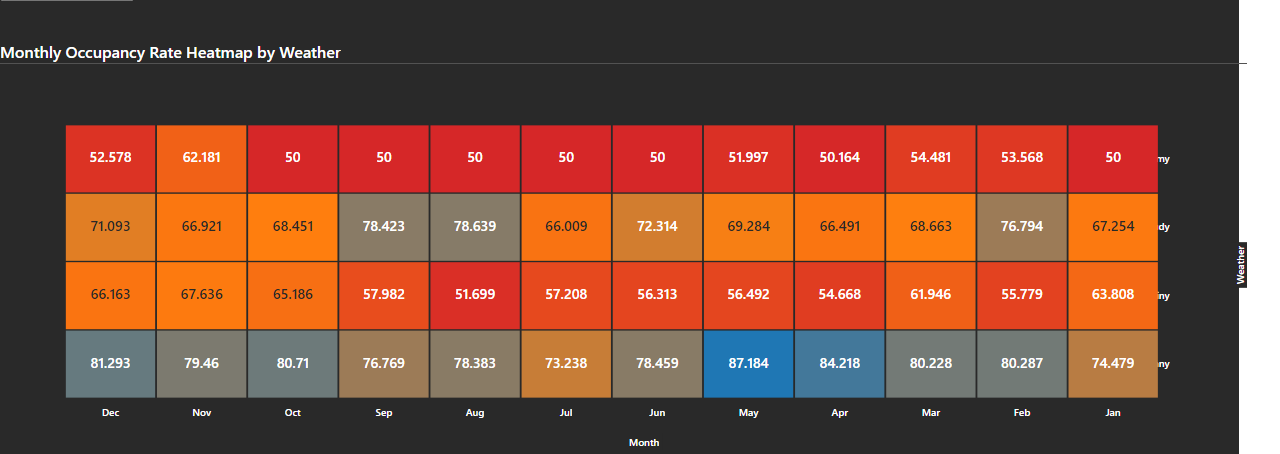 Monthly Occupancy Rate Heatmap by Weather
52.578 62.181 50 50 50 50 50 51.997 50.164 54.481 53.568 50 my
71.093 66.921 68.451 78.423 78.639 66.009 72.314 69.284 66.491 68.663 76.794 67.254 dy
66.163 67.636 65.186 57.982 51.699 57.208 56.313 56.492 54.668 61.946 55.779 63.808 iny
81.293 79.46 80.71 76.769 78.383 73.238 78.459 87.184 84.218 80.228 80.287 74.479 ny
Dec Nov Oct Sep Aug Jul Jun May Apr Mar Feb Jan
Month
Weather